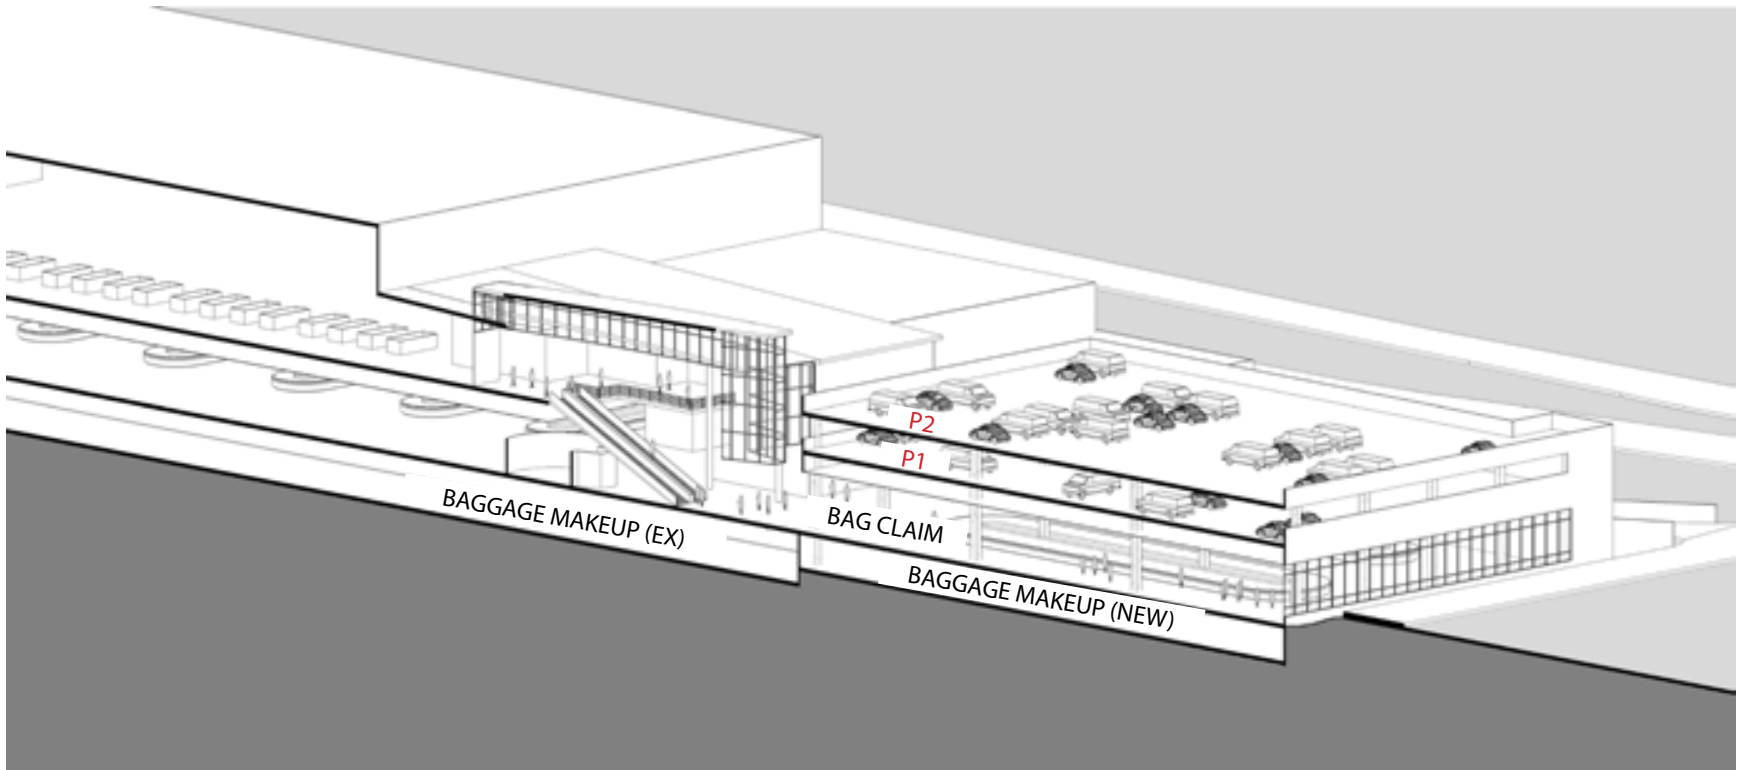 P2
P1
BAGGAGE MAKEUP (EX)
BAG CLAIM
BAGGAGE MAKEUP (NEW)